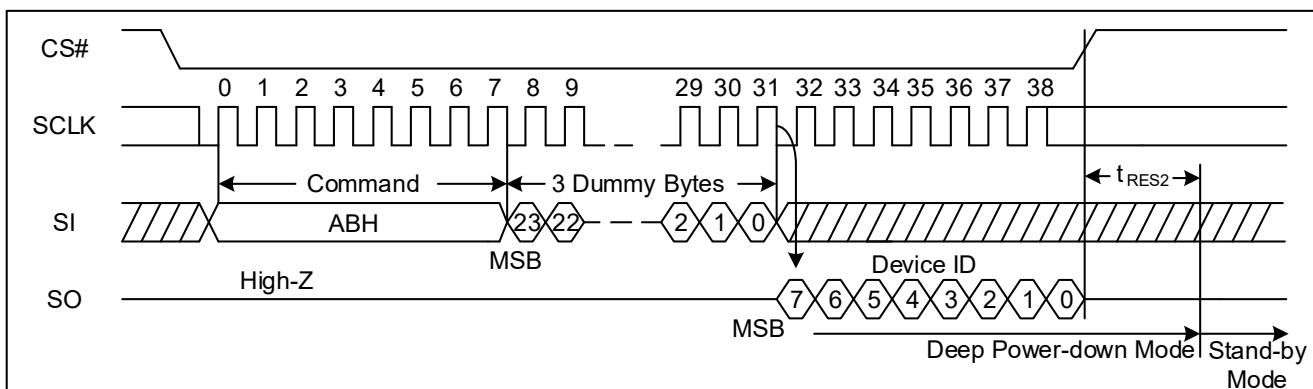 CS#
0 1 2 3 4 5 6 7 8 9 29 30 31 32 33 34 35 36 37 38
SCLK
Command 3 Dummy Bytes tRES2
SI ABH 23 22 2 1 0
MSB Device ID
High-Z
SO 7 6 5 4 3 2 1 0
MSB
Deep Power-down Mode Stand-by
Mode